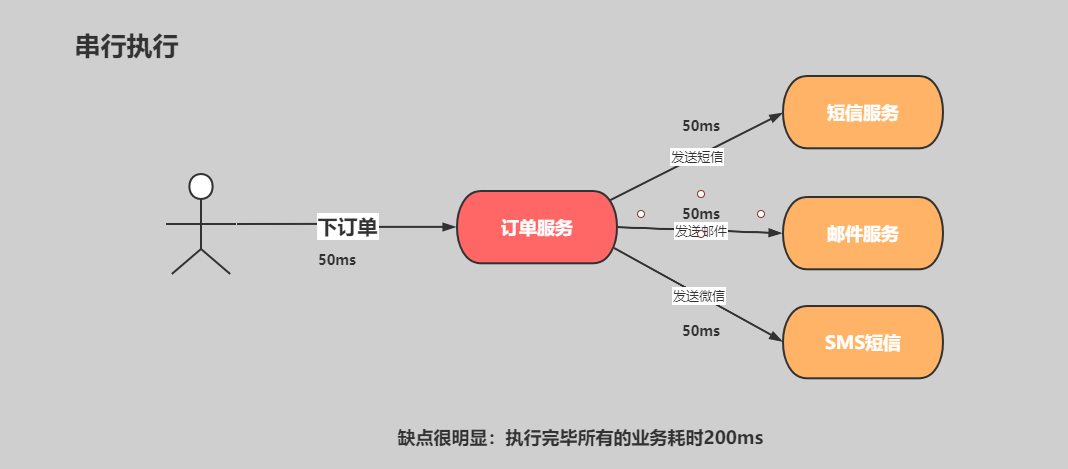 串行执行
50ms
短信服务
发送短信
下订单
50ms
订单服务
50ms
发送邮件
邮件服务
发送微信
50ms
SMS短信
缺点很明显：执行完毕所有的业务耗时200ms